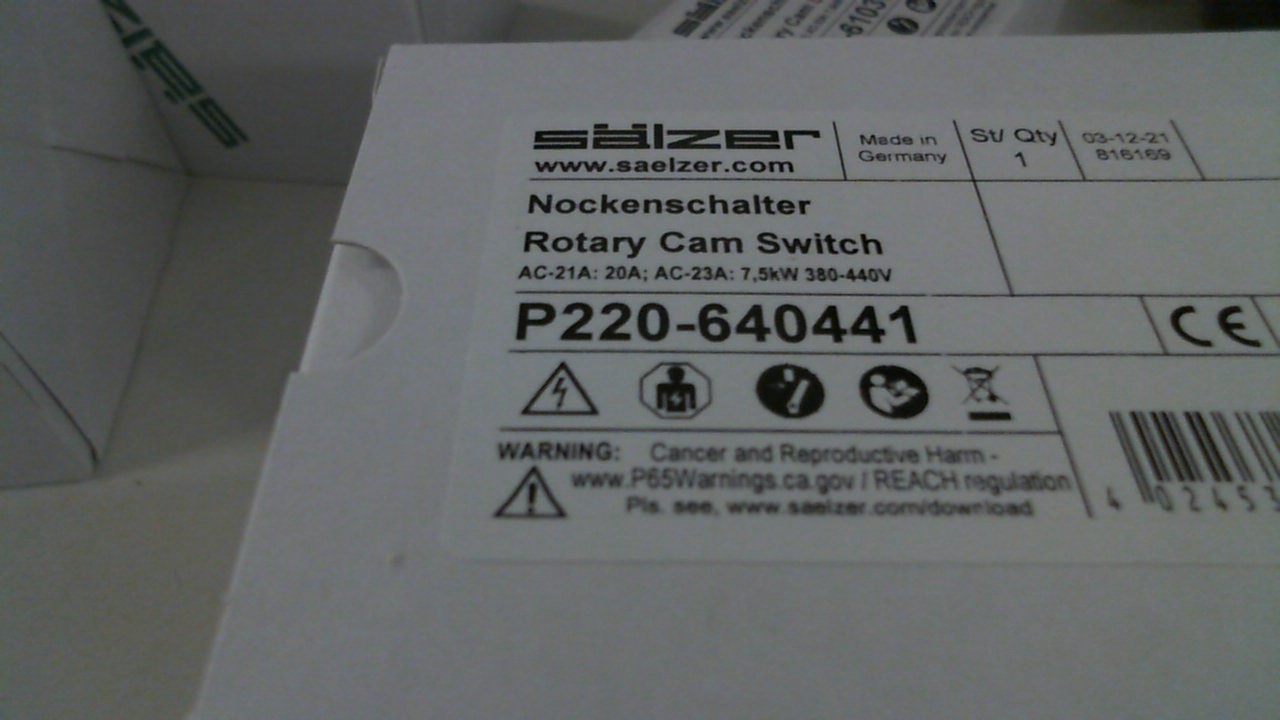 sälzer
www.saelzer.com
Made in
Germany
St/ Qty
1
03-12-21
816169
Nockenschalter
Rotary Cam Switch
AC-21A: 20A; AC-23A: 7,5kW 380-440V
P220-640441
CE
WARNING: Cancer and Reproductive Harm -
www.P65Warnings.ca.gov / REACH regulation
Pls. see, www.saelzer.com/download
4 02453